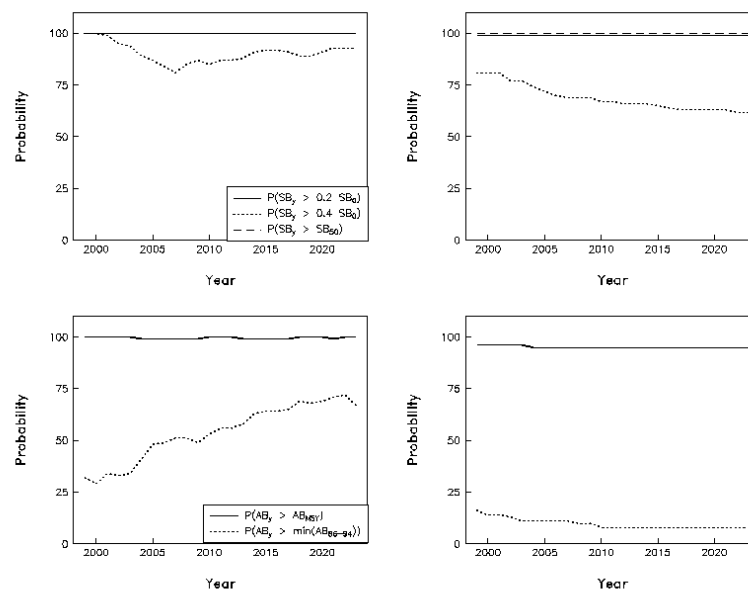 100
75
50
25
0
Probability
2000 2005 2010 2015 2020
Year
P(SBy > 0.2 SB0)
P(SBy > 0.4 SB0)
P(SBy > SB50)
100
75
50
25
0
Probability
2000 2005 2010 2015 2020
Year
100
75
50
25
0
Probability
2000 2005 2010 2015 2020
Year
P(ABy > ABMSY)
P(ABy > min(AB86-94))
100
75
50
25
0
Probability
2000 2005 2010 2015 2020
Year